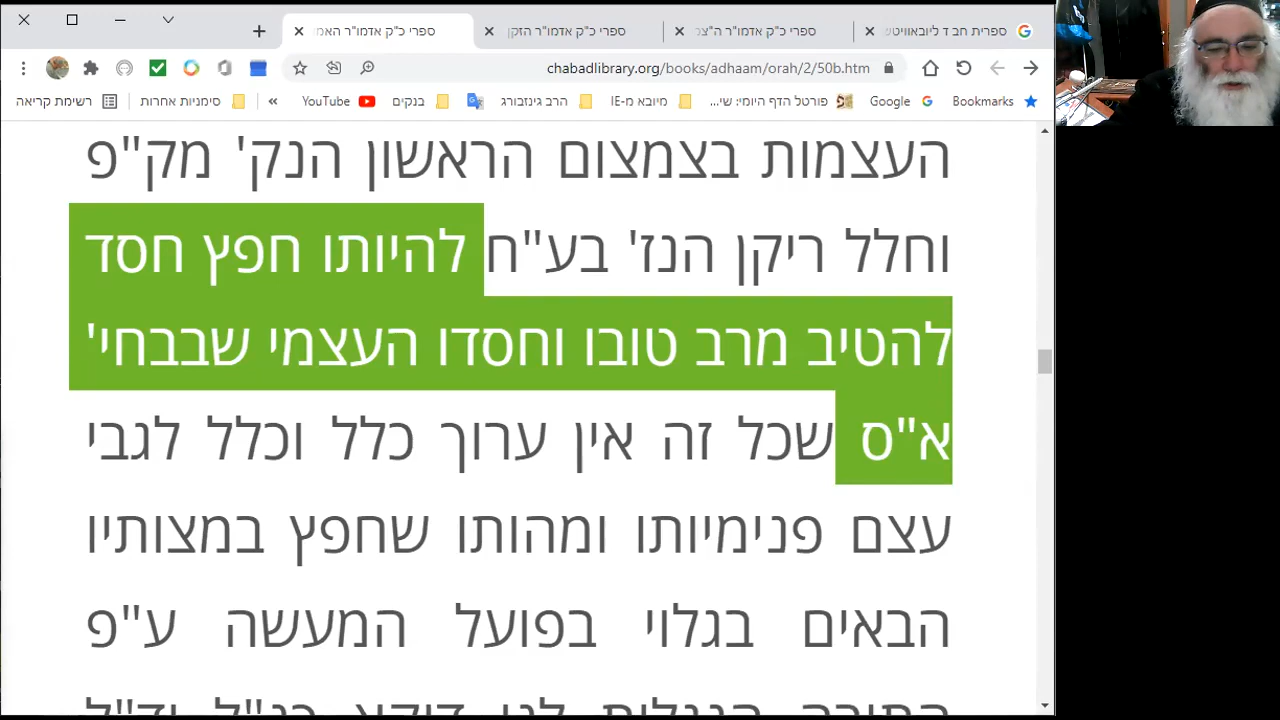 ספרי כ"ק אדמו"ר האמ
ספרי כ"ק אדמו"ר הזקן
ספרי כ"ק אדמו"ר ה"צמ
ספרית חב ד ליובאוויטש
chabadlibrary.org/books/adhaam/orah/2/50b.htm
Bookmarks Google פורטל הדף היומי: שי... מיובא מ-IE הרב גינזבורג בנקים YouTube » סימניות אחרות רשימת קריאה
העצמות בצמצום הראשון הנק' מק"פ
וחלל ריקן הנז' בע"ח להיותו חפץ חסד
להטיב מרב טובו וחסדו העצמי שבבחי'
א"ס שכל זה אין ערוך כלל וכלל לגבי
עצם פנימיותו ומהותו שחפץ במצותיו
הבאים בגלוי בפועל המעשה ע"פ